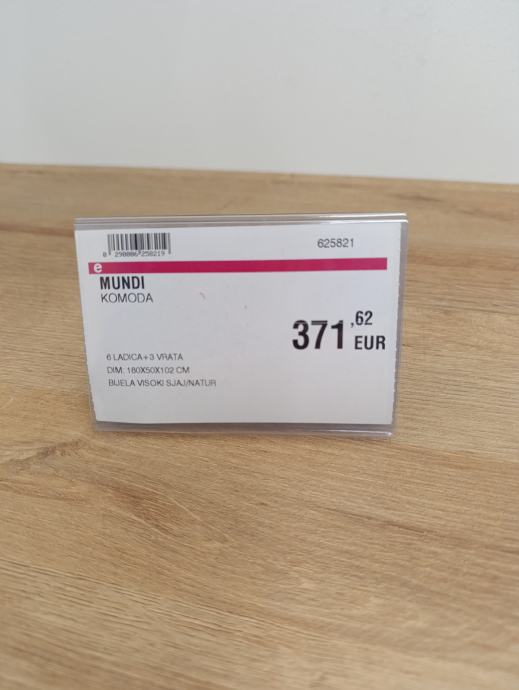 0 290006 258219
625821
e
MUNDI
KOMODA
371,62 EUR
6 LADICA+3 VRATA
DIM: 180X50X102 CM
BIJELA VISOKI SJAJ/NATUR